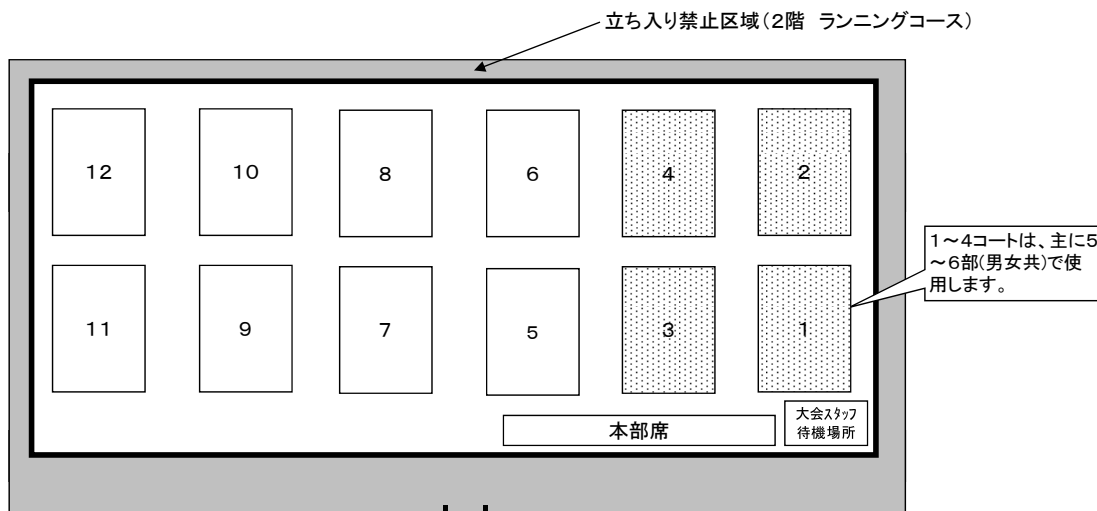 立ち入り禁止区域(2階 ランニングコース)
12
10
8
6
4
2
1~4コートは、主に5
~6部(男女共)で使
用します。
11
9
7
5
3
1
大会スタッフ
待機場所
本部席